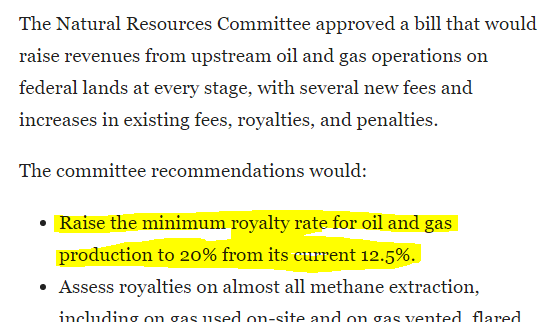 The Natural Resources Committee approved a bill that would
raise revenues from upstream oil and gas operations on
federal lands at every stage, with several new fees and
increases in existing fees, royalties, and penalties.
The committee recommendations would:
• Raise the minimum royalty rate for oil and gas
production to 20% from its current 12.5%.
• Assess royalties on almost all methane extraction,
including on gas used on-site and on gas vented, flared